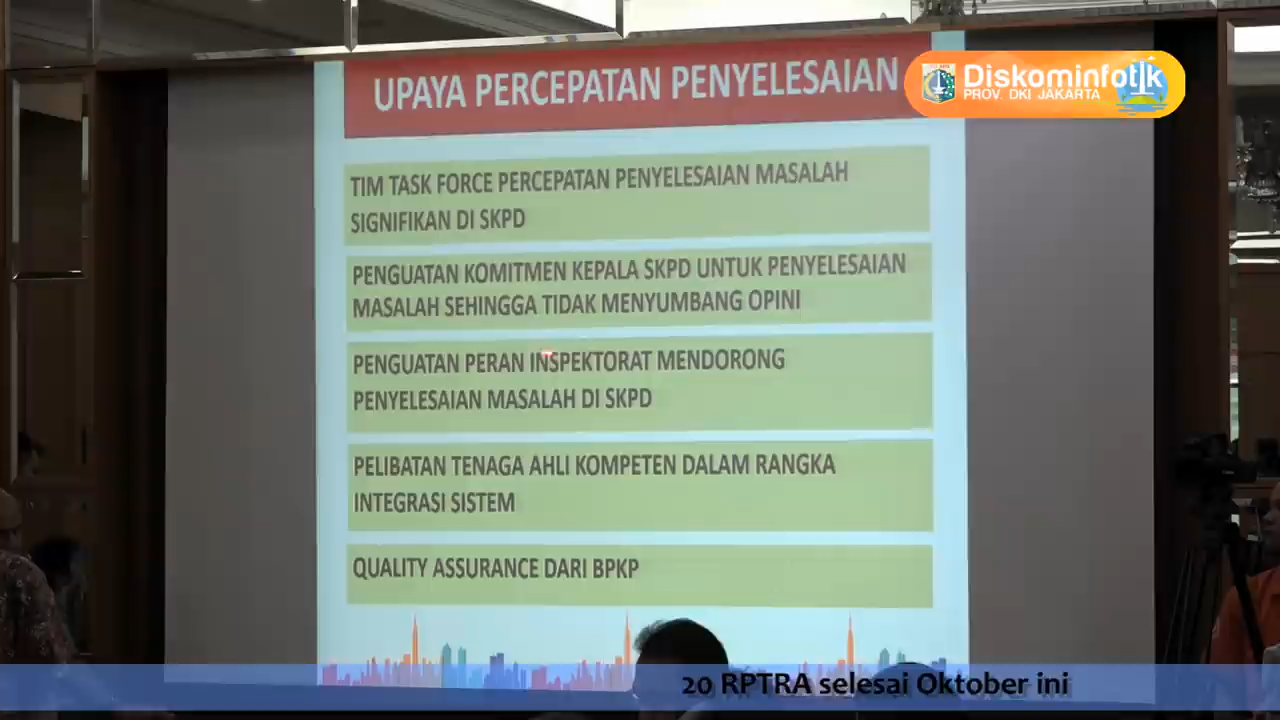 UPAYA PERCEPATAN PENYELESAIAN
Diskominfotik
PROV. DKI JAKARTA
TIM TASK FORCE PERCEPATAN PENYELESAIAN MASALAH
SIGNIFIKAN DI SKPD
PENGUATAN KOMITMEN KEPALA SKPD UNTUK PENYELESAIAN
MASALAH SEHINGGA TIDAK MENYUMBANG OPINI
PENGUATAN PERAN INSPEKTORAT MENDORONG
PENYELESAIAN MASALAH DI SKPD
PELIBATAN TENAGA AHLI KOMPETEN DALAM RANGKA
INTEGRASI SISTEM
QUALITY ASSURANCE DARI BPKP
20 RPTRA selesai Oktober ini